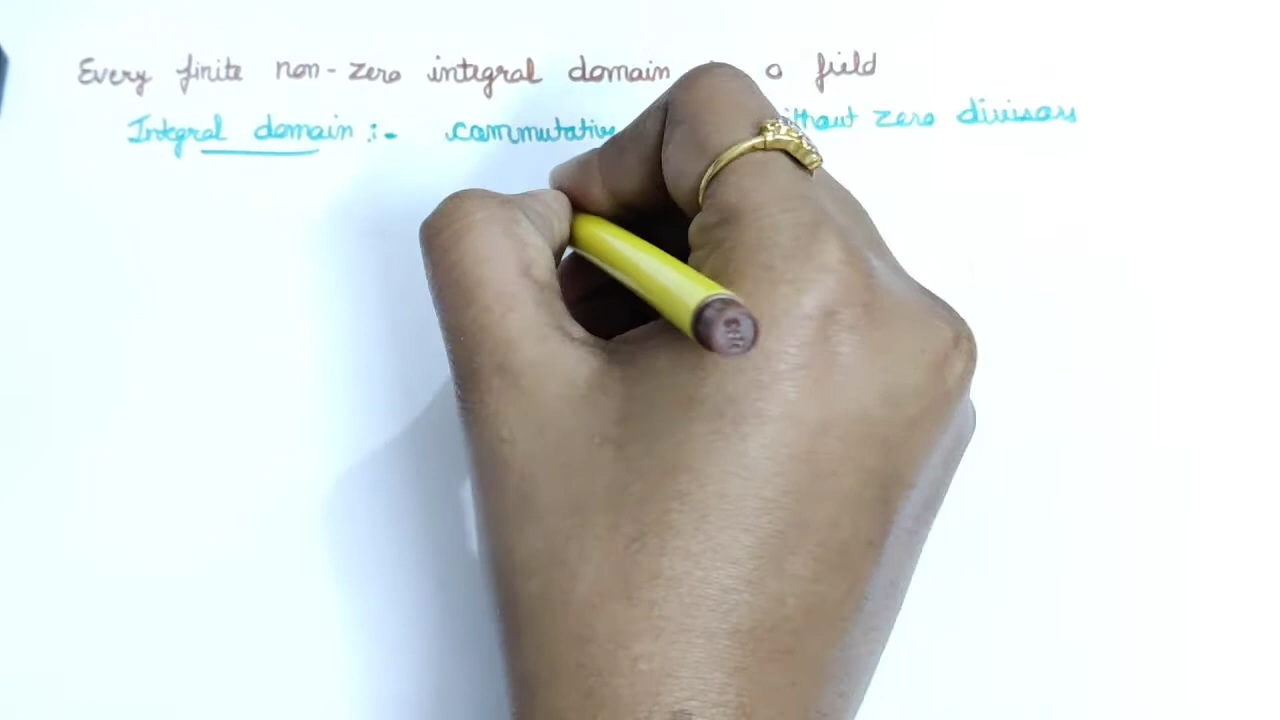 Every finite non-zero integral domain a field
Integral domain :- commutative without zero divisors